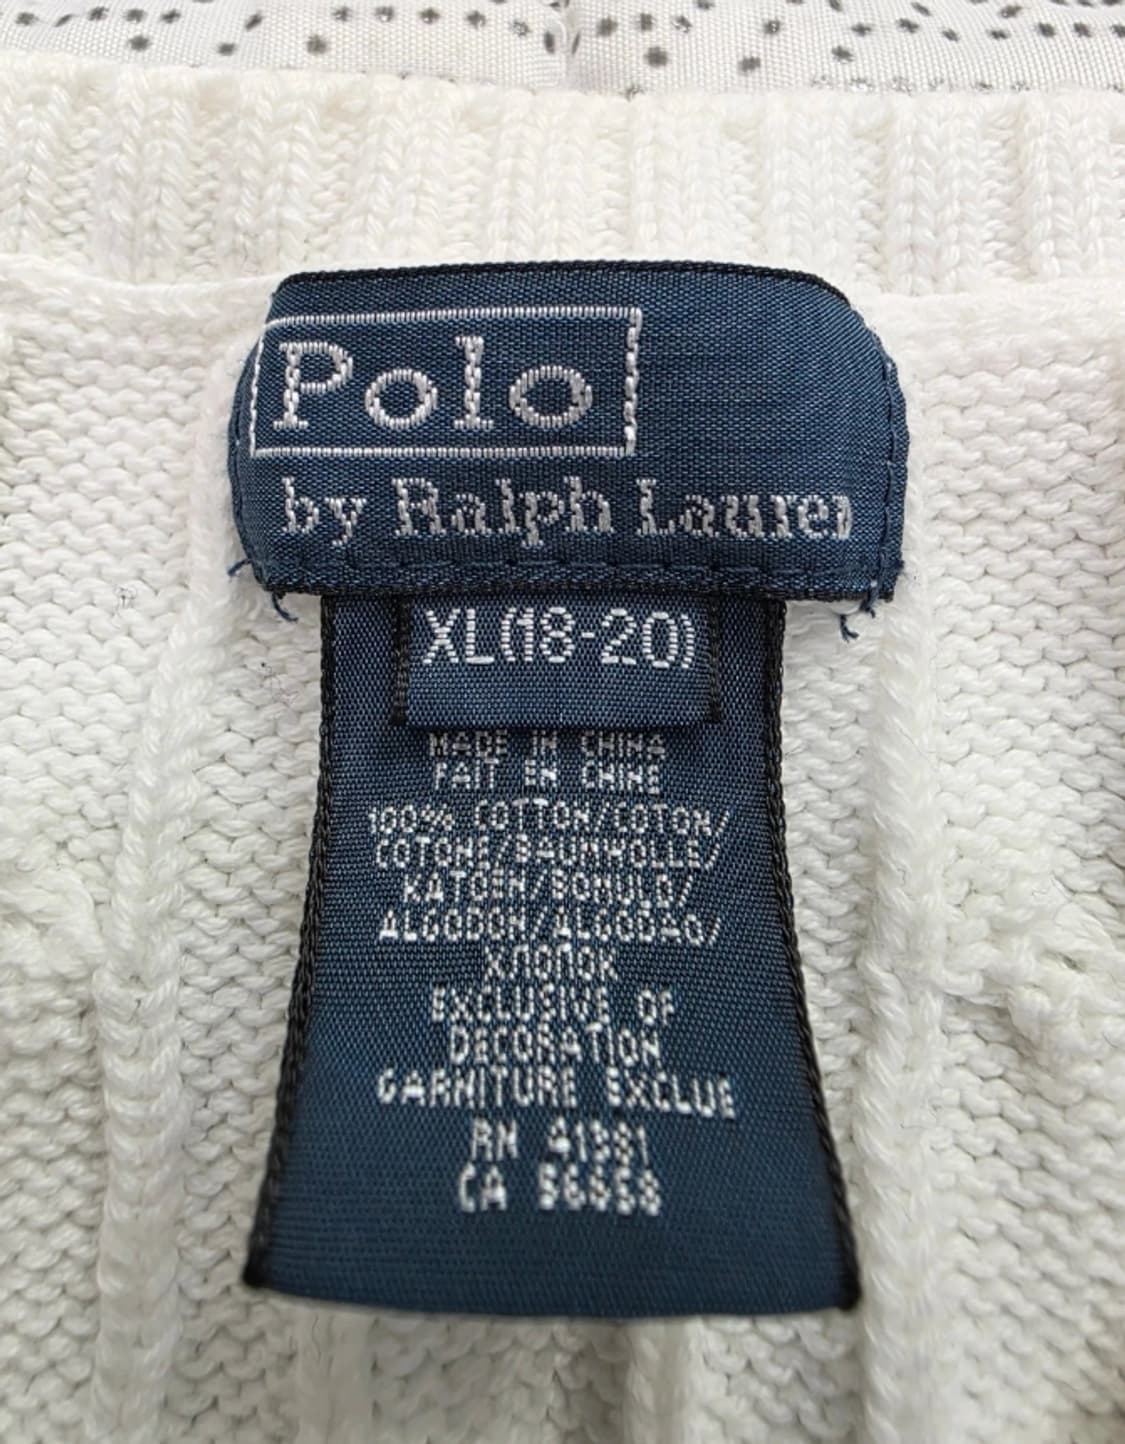 Polo
by Ralph Lauren
XL(18-20)
MADE IN CHINA
FAIT EN CHINE
100% COTTON/COTON/
COTONE/BAUMWOLLE/
KATOEN/BOMULD/
ALGODON/ALGODAO/
ХЛОПОК
EXCLUSIVE OF
DECORATION
GARNITURE EXCLUE
RN 41381
CA